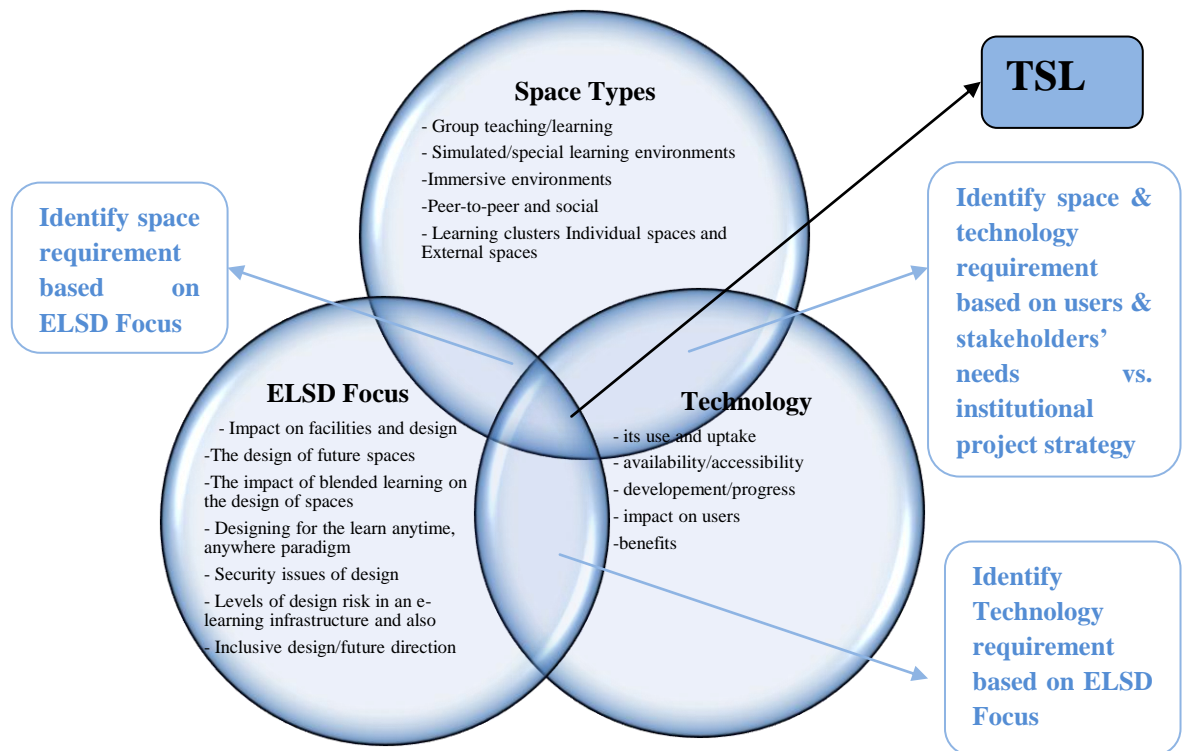 Space Types
- Group teaching/learning
- Simulated/special learning environments
-Immersive environments
-Peer-to-peer and social
- Learning clusters Individual spaces and
External spaces
TSL
Identify space
requirement
based on
ELSD Focus
Identify space &
technology
requirement
based on users &
stakeholders’
needs vs.
institutional
project strategy
ELSD Focus
- Impact on facilities and design
-The design of future spaces
-The impact of blended learning on
the design of spaces
- Designing for the learn anytime,
anywhere paradigm
- Security issues of design
- Levels of design risk in an e-
learning infrastructure and also
- Inclusive design/future direction
Technology
- its use and uptake
- availability/accessibility
- developement/progress
- impact on users
-benefits
Identify
Technology
requirement
based on ELSD
Focus